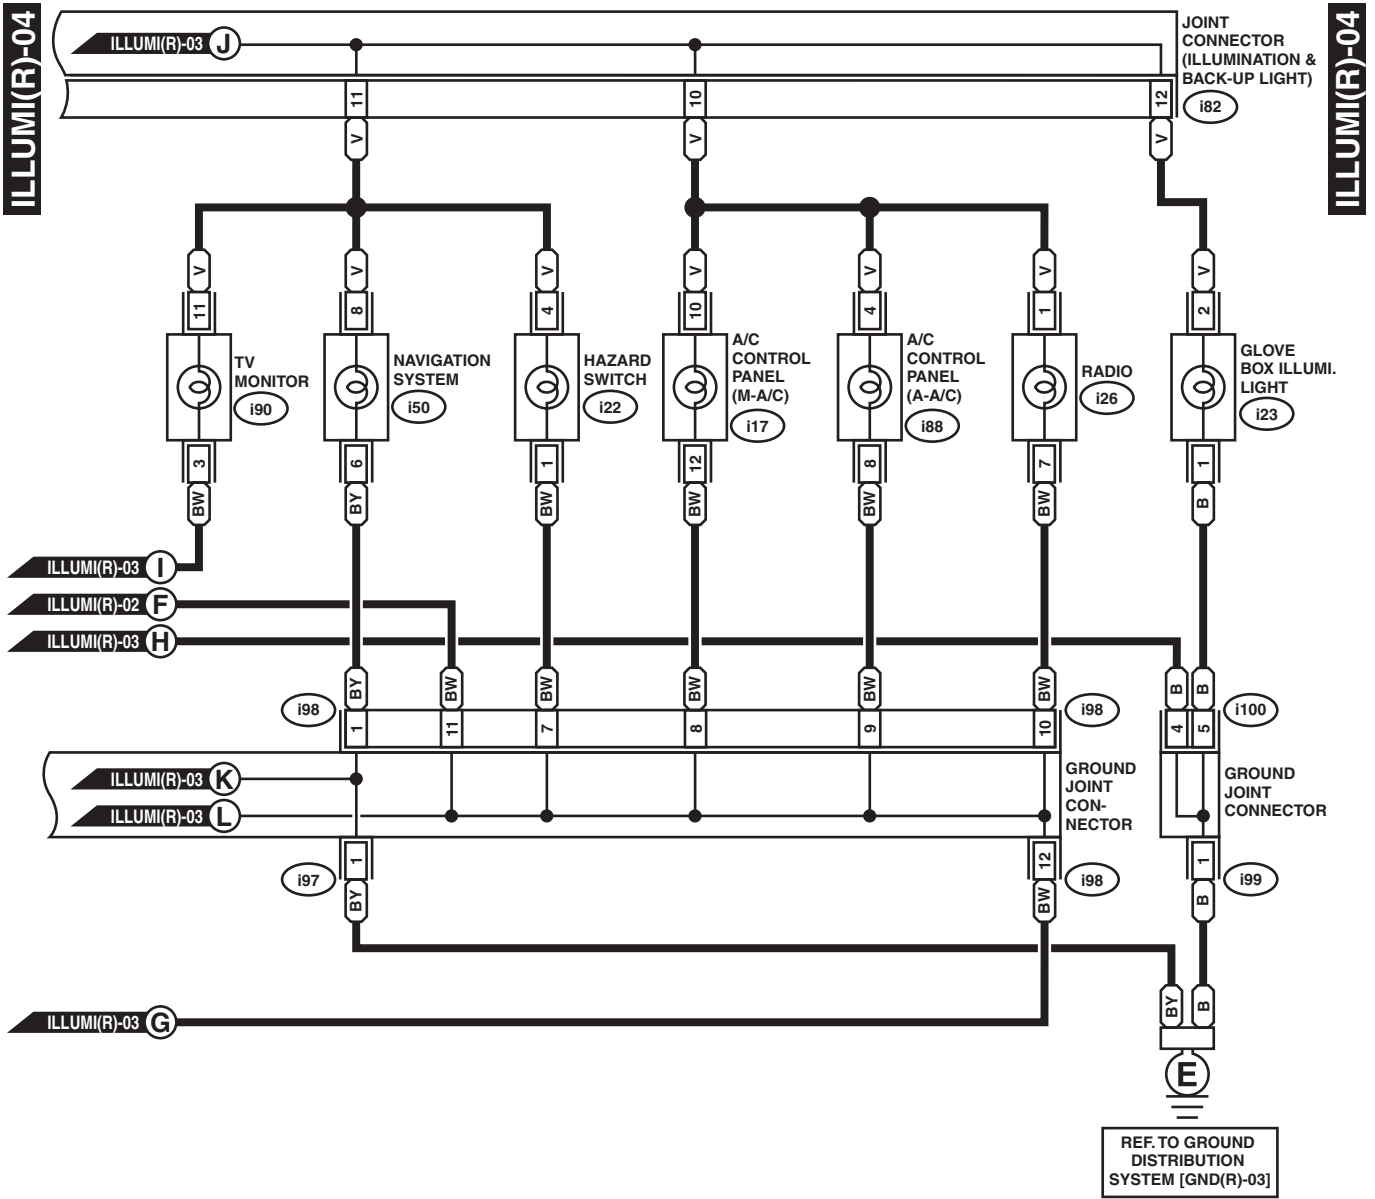 ILLUMI(R)-04
ILLUMI(R)-04
ILLUMI(R)-03 J
JOINT
CONNECTOR
(ILLUMINATION &
BACK-UP LIGHT)
i82
11
10
12
V
V
V
V
V
V
V
V
V
V
11
8
4
10
4
1
2
TV
MONITOR
i90
NAVIGATION
SYSTEM
i50
HAZARD
SWITCH
i22
A/C
CONTROL
PANEL
(M-A/C)
i17
A/C
CONTROL
PANEL
(A-A/C)
i88
RADIO
i26
GLOVE
BOX ILLUMI.
LIGHT
i23
3
6
1
12
8
7
1
BW
BY
BW
BW
BW
BW
B
ILLUMI(R)-03 I
ILLUMI(R)-02 F
ILLUMI(R)-03 H
BY
BW
BW
BW
BW
BW
B
B
i98
1
11
7
8
9
10
i98
4
5
i100
ILLUMI(R)-03 K
ILLUMI(R)-03 L
GROUND
JOINT
CON-
NECTOR
GROUND
JOINT
CONNECTOR
i97
1
12
i98
1
i99
BY
BW
B
ILLUMI(R)-03 G
BY
B
E
REF. TO GROUND
DISTRIBUTION
SYSTEM [GND(R)-03]